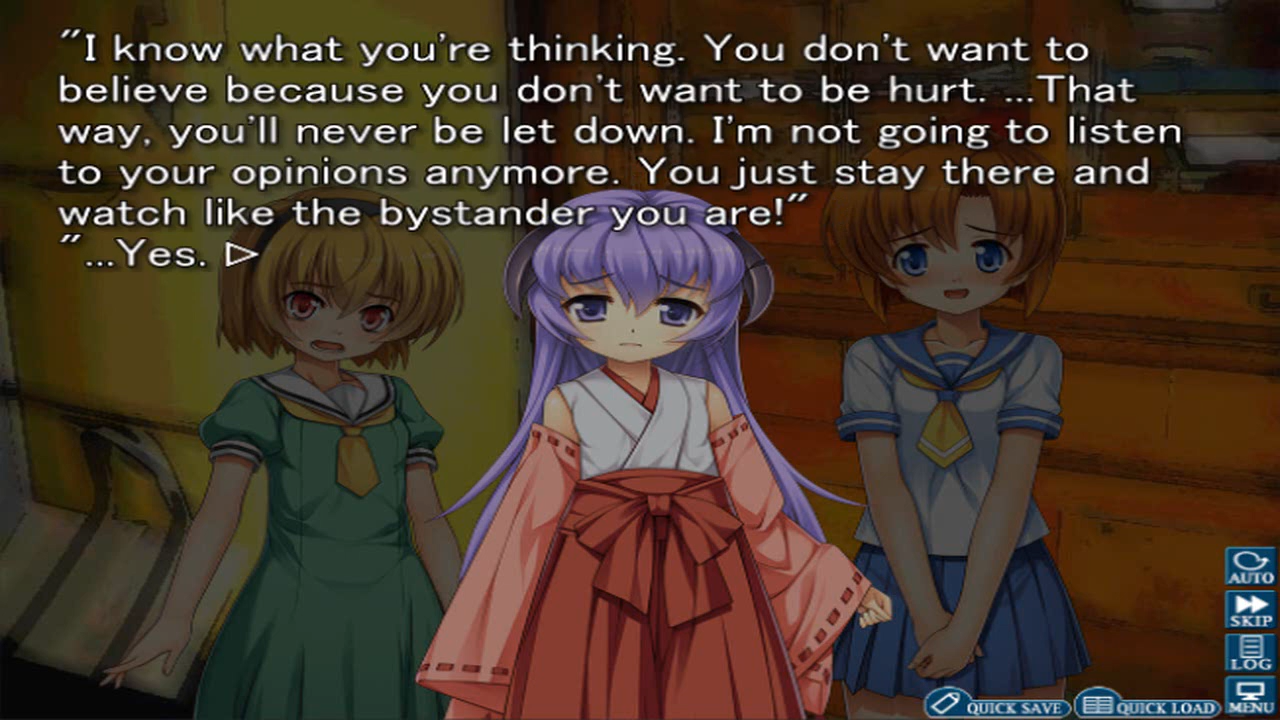 "I know what you're thinking. You don't want to
believe because you don't want to be hurt. ...That
way, you'll never be let down. I'm not going to listen
to your opinions anymore. You just stay there and
watch like the bystander you are!"
"...Yes.
AUTO
SKIP
LOG
QUICK SAVE
QUICK LOAD
MENU